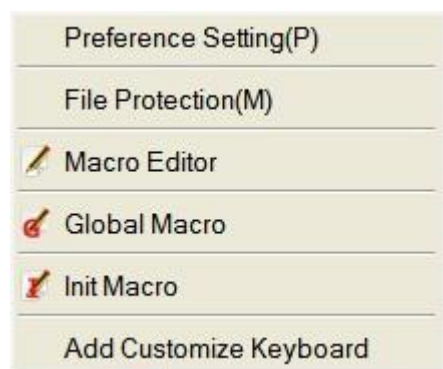 Preference Setting(P)
File Protection(M)
Macro Editor
Global Macro
Init Macro
Add Customize Keyboard